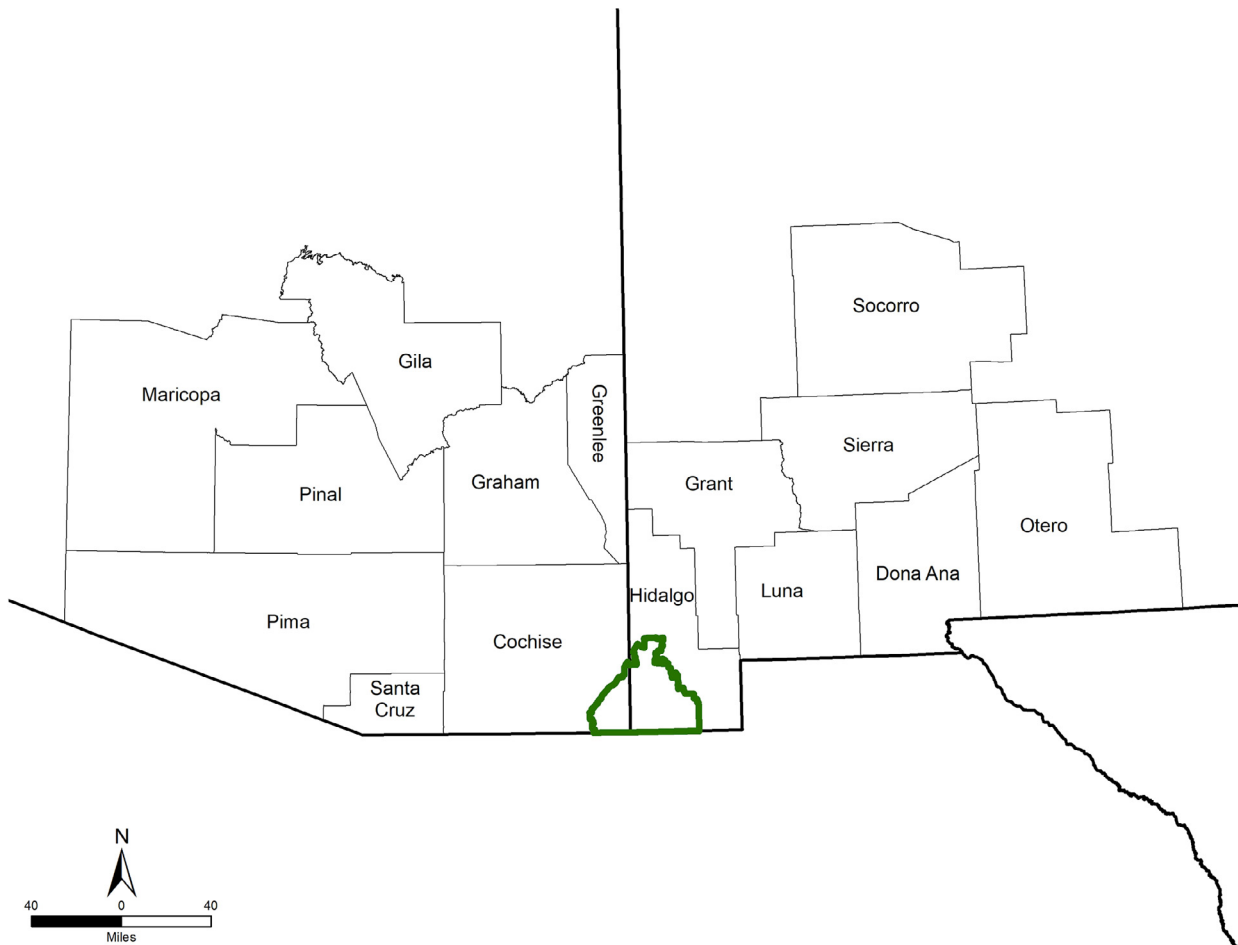 Socorro
Gila
Maricopa
Greenlee
Sierra
Graham
Grant
Pinal
Otero
Dona Ana
Hidalgo
Luna
Pima
Cochise
Santa
Cruz
N
40 0 40
Miles